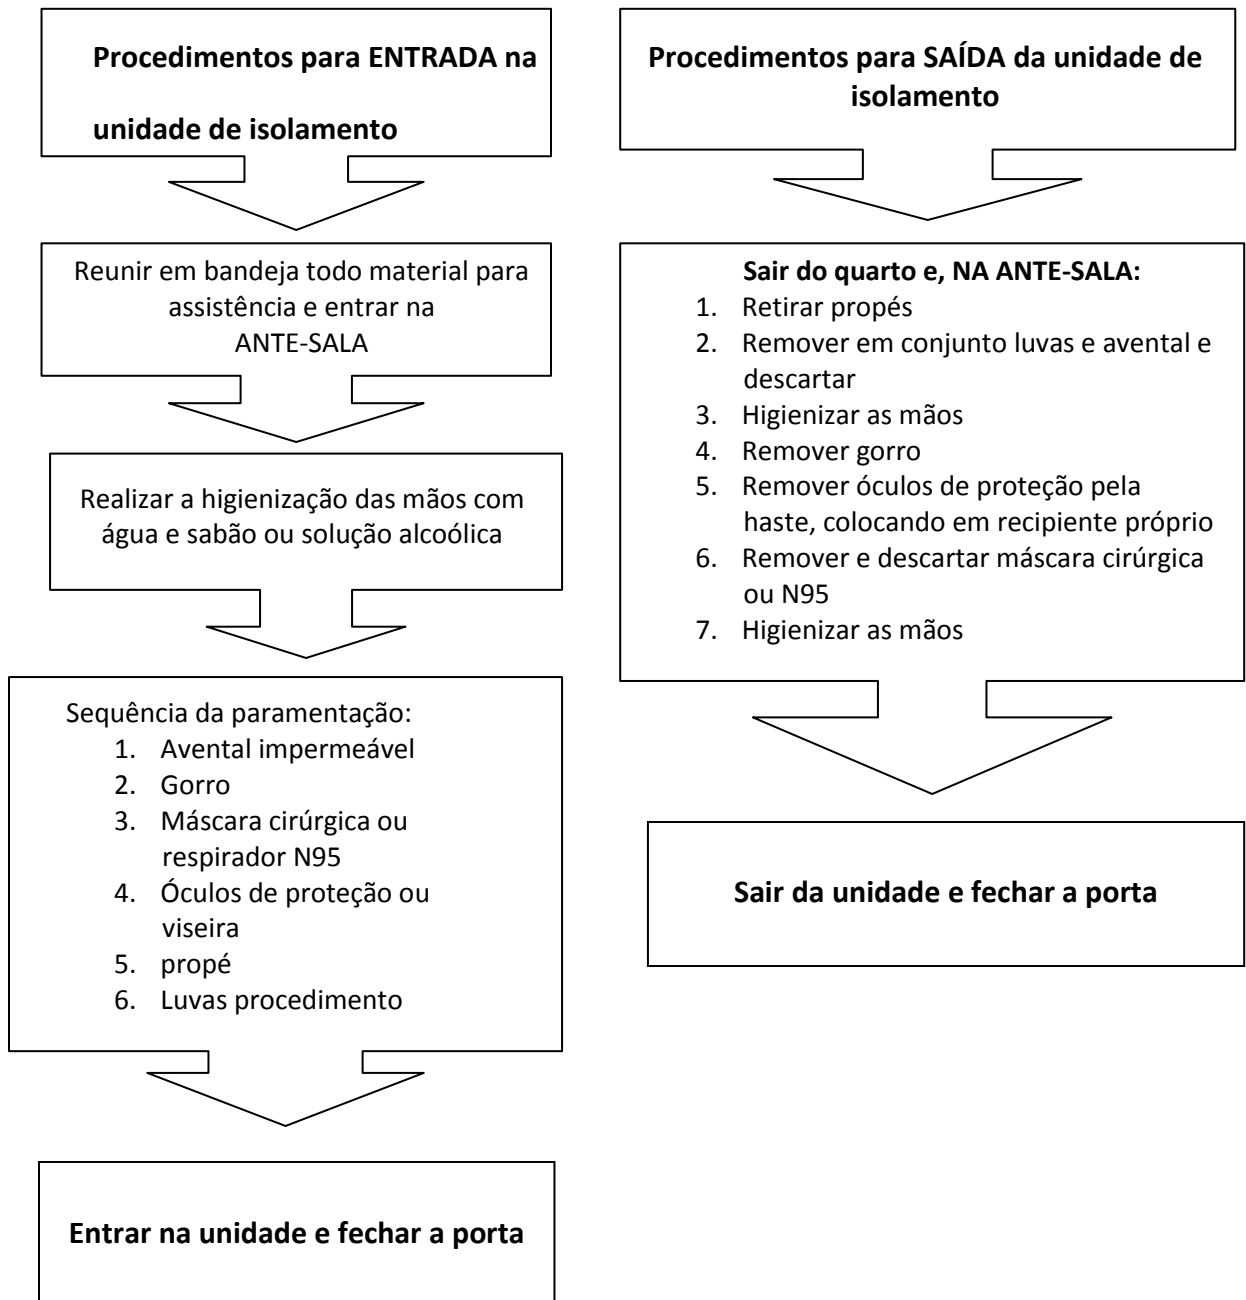 Procedimentos para ENTRADA na
unidade de isolamento
Reunir em bandeja todo material para
assistência e entrar na
ANTE-SALA
Realizar a higienização das mãos com
água e sabão ou solução alcoólica
Sequência da paramentação:
1. Avental impermeável
2. Gorro
3. Máscara cirúrgica ou
respirador N95
4. Óculos de proteção ou
viseira
5. propé
6. Luvas procedimento
Entrar na unidade e fechar a porta
Procedimentos para SAÍDA da unidade de
isolamento
Sair do quarto e, NA ANTE-SALA:
1. Retirar propés
2. Remover em conjunto luvas e avental e
descartar
3. Higienizar as mãos
4. Remover gorro
5. Remover óculos de proteção pela
haste, colocando em recipiente próprio
6. Remover e descartar máscara cirúrgica
ou N95
7. Higienizar as mãos
Sair da unidade e fechar a porta